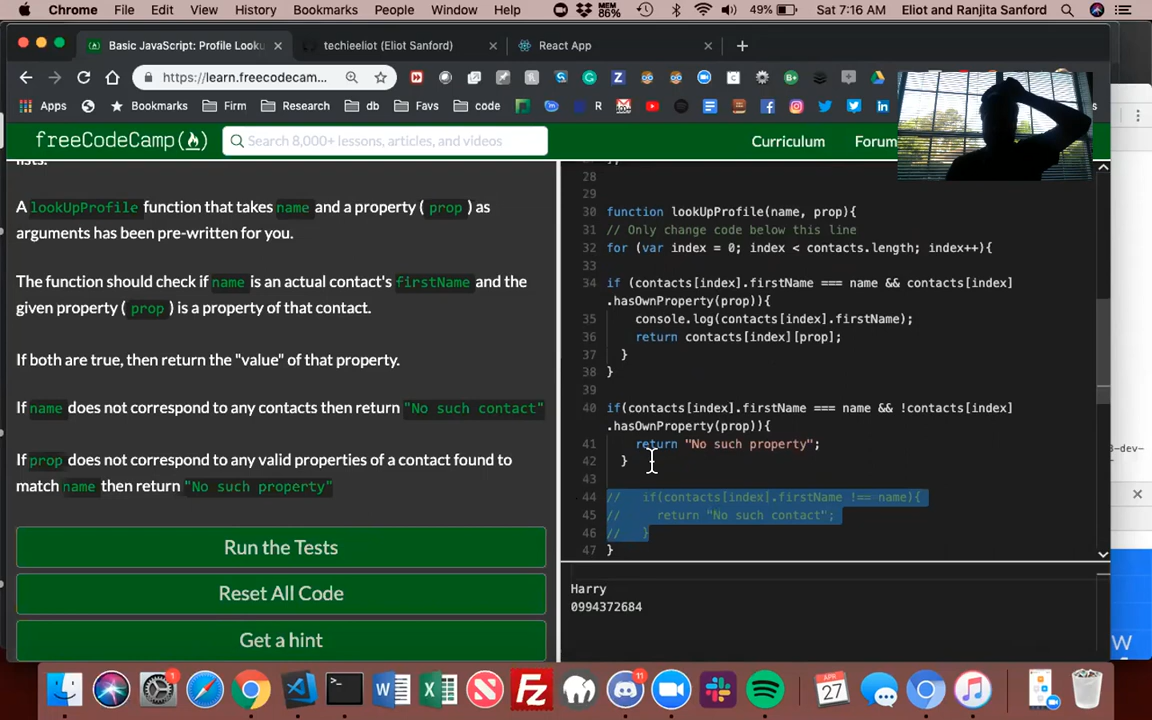 Chrome File Edit View History Bookmarks People Window Help MEM 86% 49% Sat 7:16 AM Eliot and Ranjita Sanford
Basic JavaScript: Profile Looku techieeliot (Eliot Sanford) React App
https://learn.freecodecam...
Apps Bookmarks Firm Research db Favs code R
freeCodeCamp Search 8,000+ lessons, articles, and videos Curriculum Forum
lists.
A lookUpProfile function that takes name and a property ( prop ) as
arguments has been pre-written for you.
The function should check if name is an actual contact's firstName and the
given property ( prop ) is a property of that contact.
If both are true, then return the "value" of that property.
If name does not correspond to any contacts then return "No such contact"
If prop does not correspond to any valid properties of a contact found to
match name then return "No such property"
Run the Tests
Reset All Code
Get a hint
28
29
30 function lookUpProfile(name, prop){
31 // Only change code below this line
32 for (var index = 0; index < contacts.length; index++){
33
34 if (contacts[index].firstName === name && contacts[index]
.hasOwnProperty(prop)){
35 console.log(contacts[index].firstName);
36 return contacts[index][prop];
37 }
38 }
39
40 if(contacts[index].firstName === name && !contacts[index]
.hasOwnProperty(prop)){
41 return "No such property";
42 }
43
44 // if(contacts[index].firstName !== name){
45 // return "No such contact";
46 // }
47 }
Harry
0994372684
3-dev-
W
1
11
APR
27